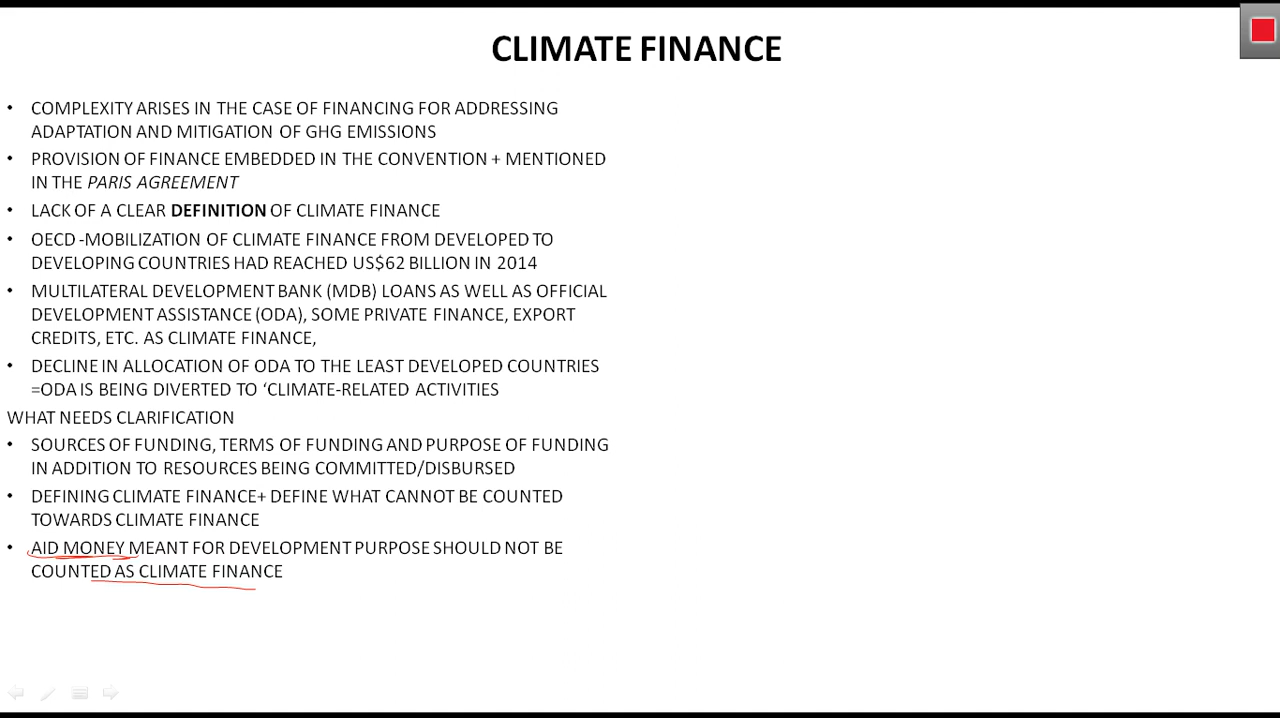 CLIMATE FINANCE
• COMPLEXITY ARISES IN THE CASE OF FINANCING FOR ADDRESSING
ADAPTATION AND MITIGATION OF GHG EMISSIONS
• PROVISION OF FINANCE EMBEDDED IN THE CONVENTION + MENTIONED
IN THE PARIS AGREEMENT
• LACK OF A CLEAR DEFINITION OF CLIMATE FINANCE
• OECD -MOBILIZATION OF CLIMATE FINANCE FROM DEVELOPED TO
DEVELOPING COUNTRIES HAD REACHED US$62 BILLION IN 2014
• MULTILATERAL DEVELOPMENT BANK (MDB) LOANS AS WELL AS OFFICIAL
DEVELOPMENT ASSISTANCE (ODA), SOME PRIVATE FINANCE, EXPORT
CREDITS, ETC. AS CLIMATE FINANCE,
• DECLINE IN ALLOCATION OF ODA TO THE LEAST DEVELOPED COUNTRIES
=ODA IS BEING DIVERTED TO ‘CLIMATE-RELATED ACTIVITIES
WHAT NEEDS CLARIFICATION
• SOURCES OF FUNDING, TERMS OF FUNDING AND PURPOSE OF FUNDING
IN ADDITION TO RESOURCES BEING COMMITTED/DISBURSED
• DEFINING CLIMATE FINANCE+ DEFINE WHAT CANNOT BE COUNTED
TOWARDS CLIMATE FINANCE
• AID MONEY MEANT FOR DEVELOPMENT PURPOSE SHOULD NOT BE
COUNTED AS CLIMATE FINANCE